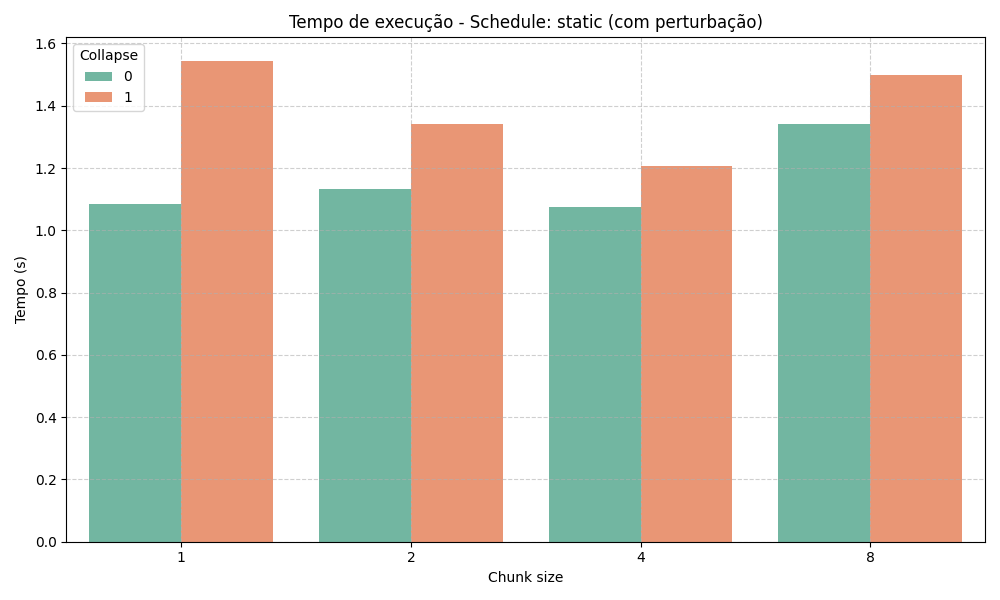 Tempo de execução - Schedule: static (com perturbação)
Collapse
0
1
1.6
1.4
1.2
1.0
0.8
0.6
0.4
0.2
0.0
Tempo (s)
1 2 4 8
Chunk size